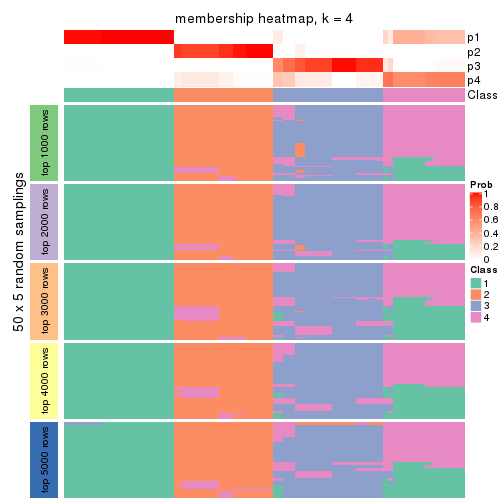 membership heatmap, k = 4
p1
p2
p3
p4
Class
50 x 5 random samplings
top 1000 rows
top 2000 rows
top 3000 rows
top 4000 rows
top 5000 rows
Prob
1
0.8
0.6
0.4
0.2
0
Class
1
2
3
4